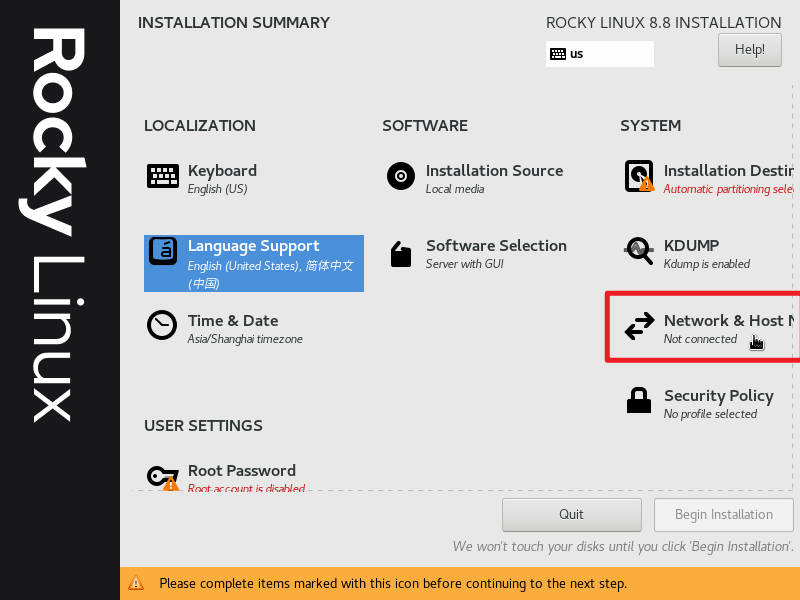 Rocky Linux
INSTALLATION SUMMARY
ROCKY LINUX 8.8 INSTALLATION
us
Help!
LOCALIZATION
Keyboard
English (US)
Language Support
English (United States), 简体中文
(中国)
Time & Date
Asia/Shanghai timezone
USER SETTINGS
Root Password
Root account is disabled
SOFTWARE
Installation Source
Local media
Software Selection
Server with GUI
SYSTEM
Installation Destin
Automatic partitioning sele
KDUMP
Kdump is enabled
Network & Host N
Not connected
Security Policy
No profile selected
Quit
Begin Installation
We won't touch your disks until you click 'Begin Installation'.
Please complete items marked with this icon before continuing to the next step.